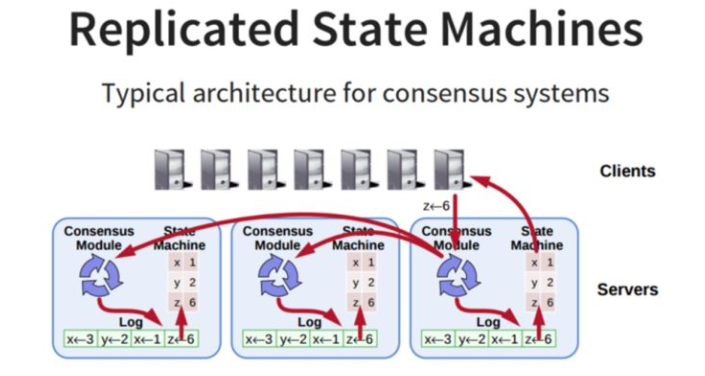 Replicated State Machines
Typical architecture for consensus systems
Clients
z←6
Consensus Module
State Machine
x 1
y 2
z 6
Log
x←3 y←2 x←1 z←6
Consensus Module
State Machine
x 1
y 2
z 6
Log
x←3 y←2 x←1 z←6
Consensus Module
State Machine
x 1
y 2
z 6
Log
x←3 y←2 x←1 z←6
Servers